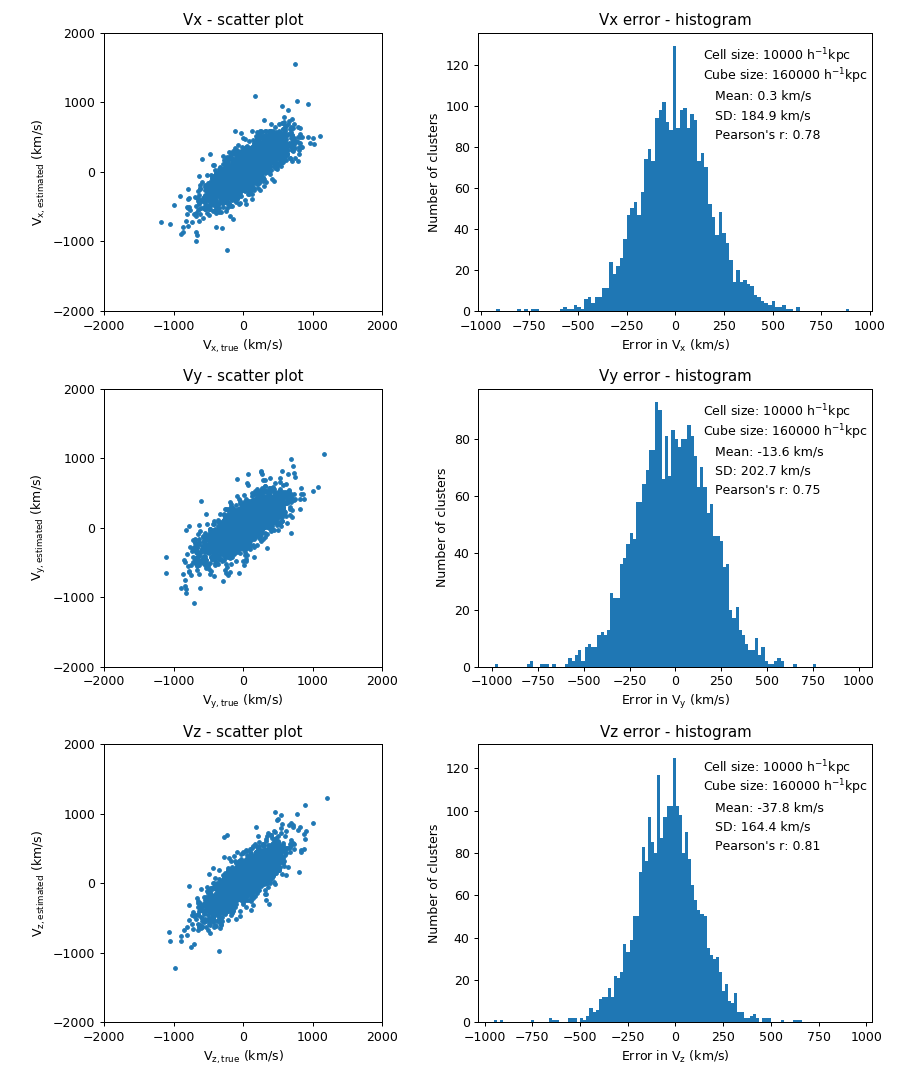 Vx - scatter plot
2000
1000
0
−1000
−2000
V_x, estimated (km/s)
−2000 −1000 0 1000 2000
V_x, true (km/s)
Vx error - histogram
Cell size: 10000 h⁻¹kpc
Cube size: 160000 h⁻¹kpc
Mean: 0.3 km/s
SD: 184.9 km/s
Pearson's r: 0.78
120
100
80
60
40
20
0
Number of clusters
−1000 −750 −500 −250 0 250 500 750 1000
Error in V_x (km/s)
Vy - scatter plot
2000
1000
0
−1000
−2000
V_y, estimated (km/s)
−2000 −1000 0 1000 2000
V_y, true (km/s)
Vy error - histogram
Cell size: 10000 h⁻¹kpc
Cube size: 160000 h⁻¹kpc
Mean: -13.6 km/s
SD: 202.7 km/s
Pearson's r: 0.75
80
60
40
20
0
Number of clusters
−1000 −750 −500 −250 0 250 500 750 1000
Error in V_y (km/s)
Vz - scatter plot
2000
1000
0
−1000
−2000
V_z, estimated (km/s)
−2000 −1000 0 1000 2000
V_z, true (km/s)
Vz error - histogram
Cell size: 10000 h⁻¹kpc
Cube size: 160000 h⁻¹kpc
Mean: -37.8 km/s
SD: 164.4 km/s
Pearson's r: 0.81
120
100
80
60
40
20
0
Number of clusters
−1000 −750 −500 −250 0 250 500 750 1000
Error in V_z (km/s)